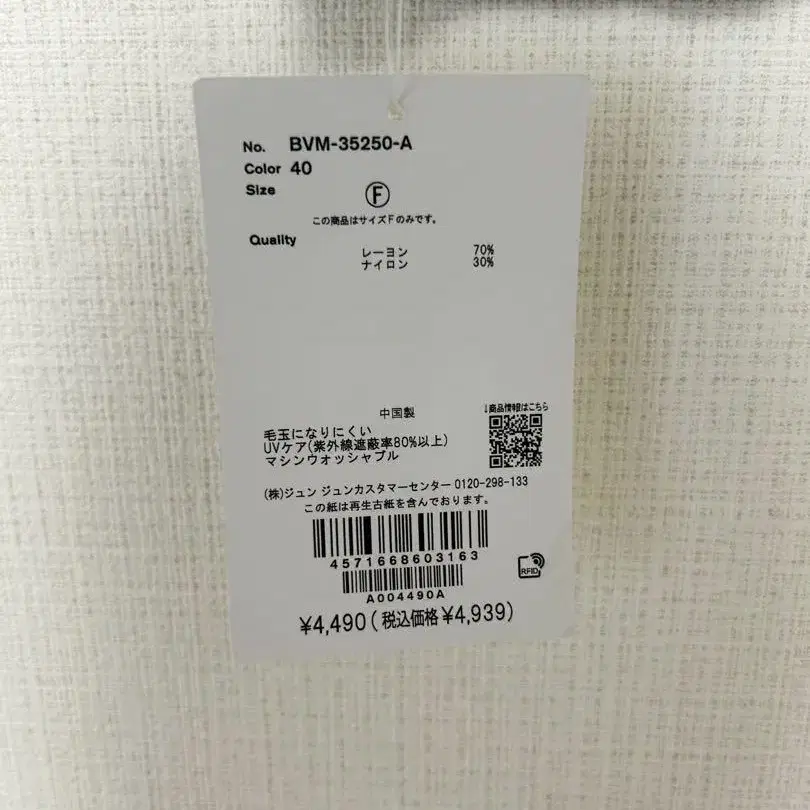 No. BVM-35250-A
Color 40
Size
Ⓕ
この商品はサイズFのみです。
Quality
レーヨン 70%
ナイロン 30%
中国製
↓商品情報はこちら
毛玉になりにくい
UVケア(紫外線遮蔽率80%以上)
マシンウオッシャブル
(株)ジュン ジュンカスタマーセンター 0120-298-133
この紙は再生古紙を含んでおります。
4571668603163
RFID
A004490A
¥4,490(税込価格¥4,939)